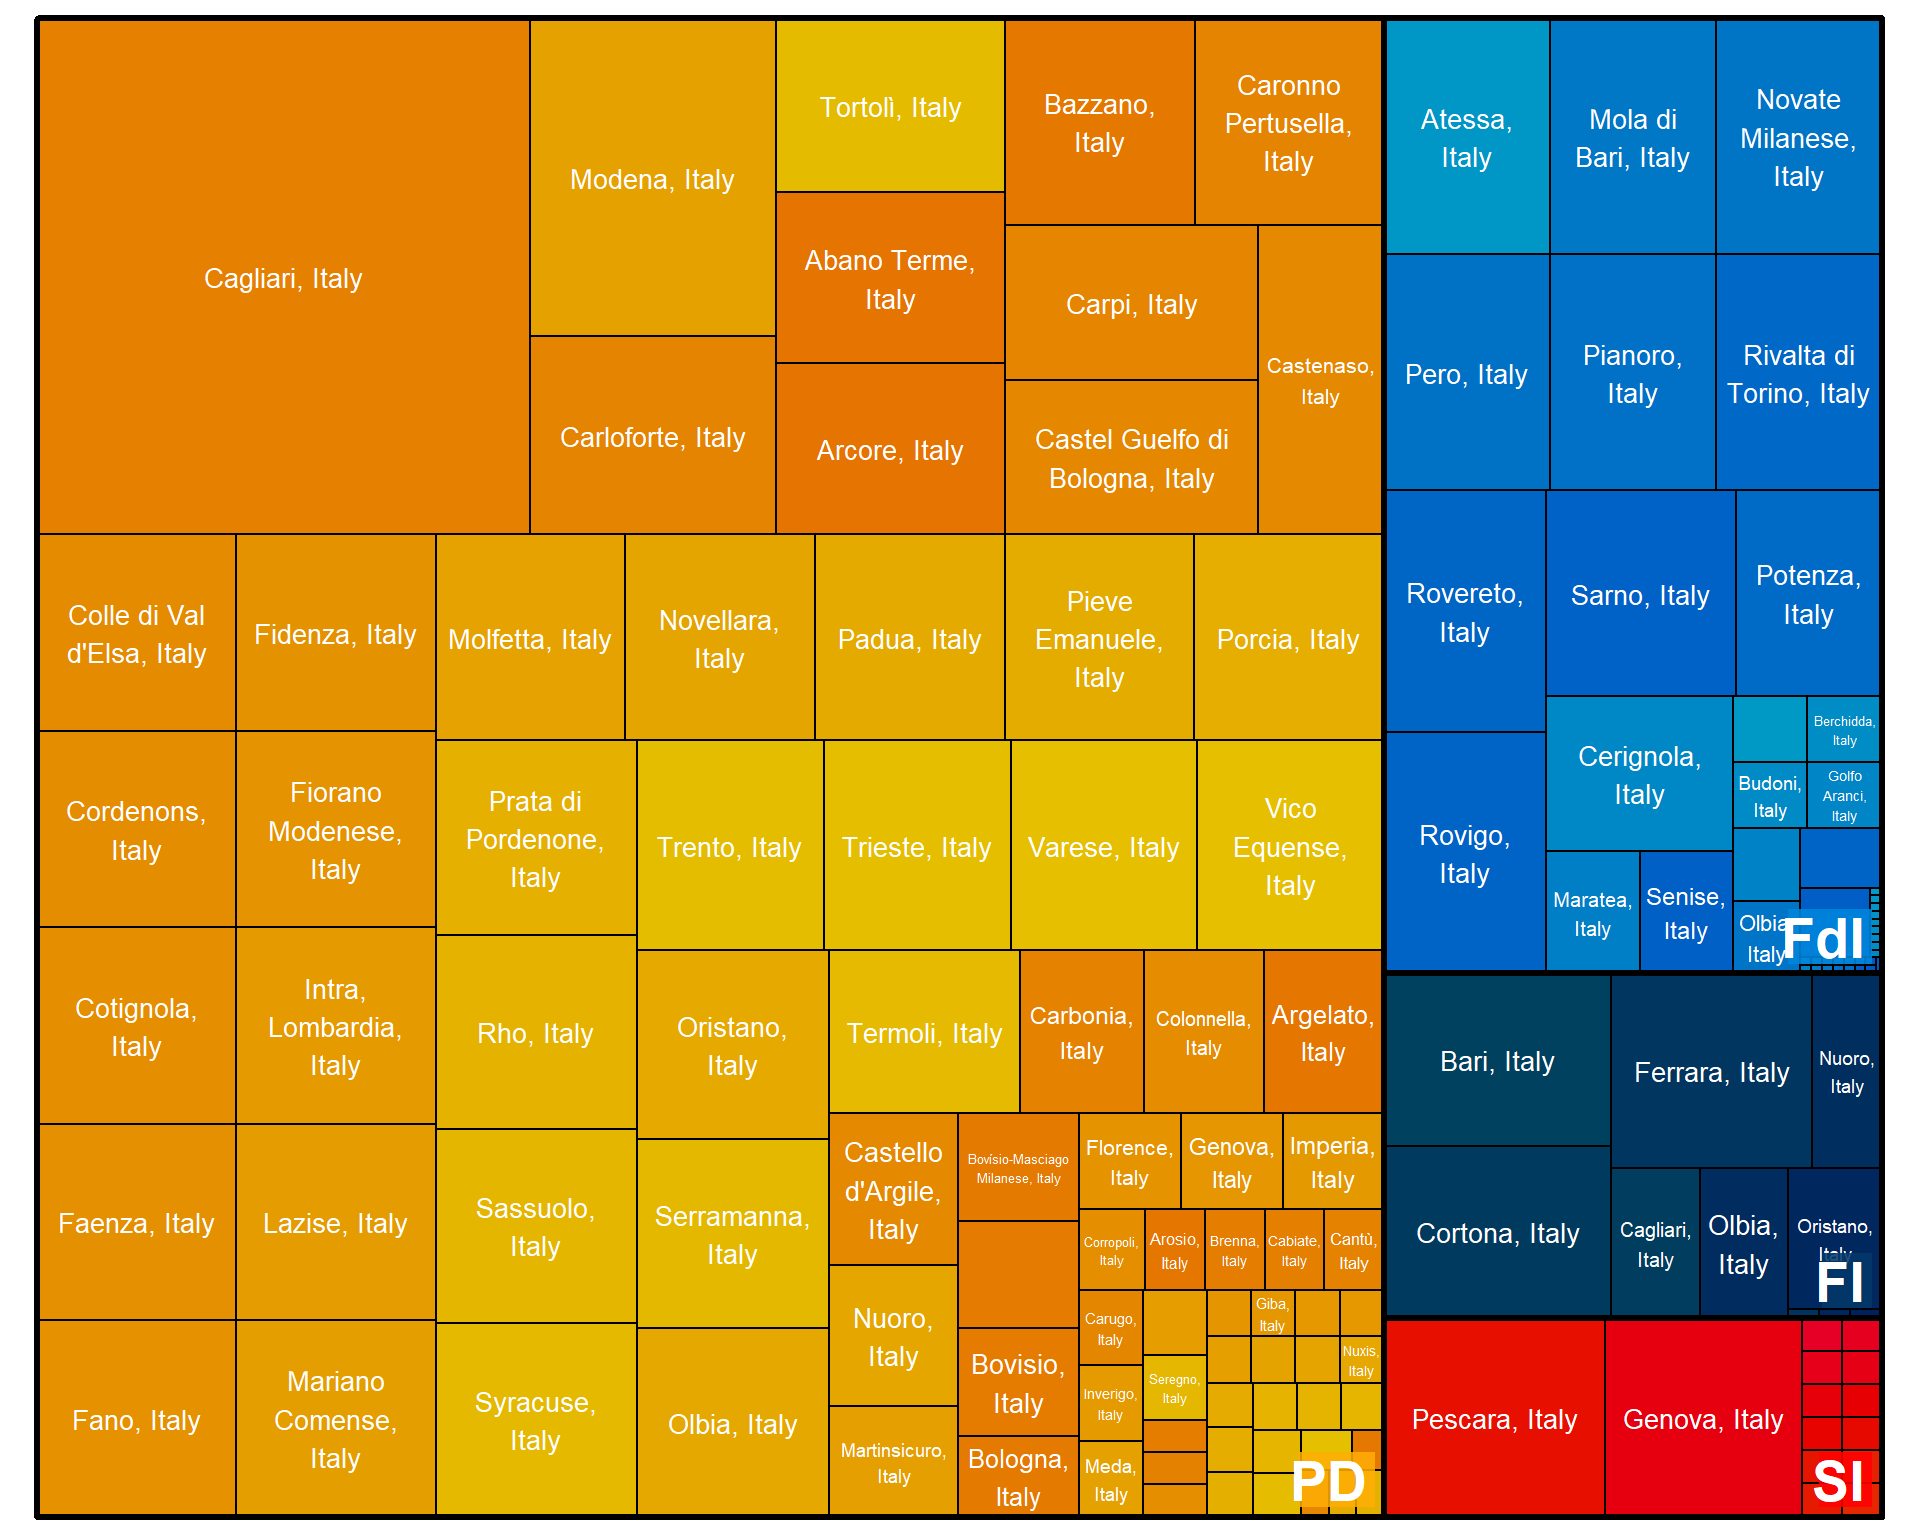 Cagliari, Italy
Modena, Italy
Carloforte, Italy
Tortolì, Italy
Abano Terme,
Italy
Arcore, Italy
Bazzano,
Italy
Caronno
Pertusella,
Italy
Carpi, Italy
Castel Guelfo di
Bologna, Italy
Castenaso,
Italy
Colle di Val
d'Elsa, Italy
Fidenza, Italy
Cordenons,
Italy
Fiorano
Modenese,
Italy
Cotignola,
Italy
Intra,
Lombardia,
Italy
Faenza, Italy
Lazise, Italy
Fano, Italy
Mariano
Comense,
Italy
Molfetta, Italy
Novellara,
Italy
Padua, Italy
Pieve
Emanuele,
Italy
Porcia, Italy
Prata di
Pordenone,
Italy
Rho, Italy
Sassuolo,
Italy
Syracuse,
Italy
Trento, Italy
Trieste, Italy
Varese, Italy
Vico
Equense,
Italy
Oristano,
Italy
Serramanna,
Italy
Olbia, Italy
Termoli, Italy
Carbonia,
Italy
Colonnella,
Italy
Argelato,
Italy
Castello
d'Argile,
Italy
Nuoro,
Italy
Martinsicuro,
Italy
Bovísio-Masciago
Milanese, Italy
Bovisio,
Italy
Bologna,
Italy
Florence,
Italy
Genova,
Italy
Imperia,
Italy
Corropoli,
Italy
Arosio,
Italy
Brenna,
Italy
Cabiate,
Italy
Cantù,
Italy
Carugo,
Italy
Inverigo,
Italy
Meda,
Italy
Seregno,
Italy
Giba,
Italy
Nuxis,
Italy
PD
Atessa,
Italy
Mola di
Bari, Italy
Novate
Milanese,
Italy
Pero, Italy
Pianoro,
Italy
Rivalta di
Torino, Italy
Rovereto,
Italy
Rovigo,
Italy
Sarno, Italy
Potenza,
Italy
Cerignola,
Italy
Maratea,
Italy
Senise,
Italy
Berchidda,
Italy
Budoni,
Italy
Golfo
Aranci,
Italy
Olbia,
Italy
FdI
Bari, Italy
Cortona, Italy
Ferrara, Italy
Nuoro,
Italy
Cagliari,
Italy
Olbia,
Italy
Oristano,
Italy
FI
Pescara, Italy
Genova, Italy
SI